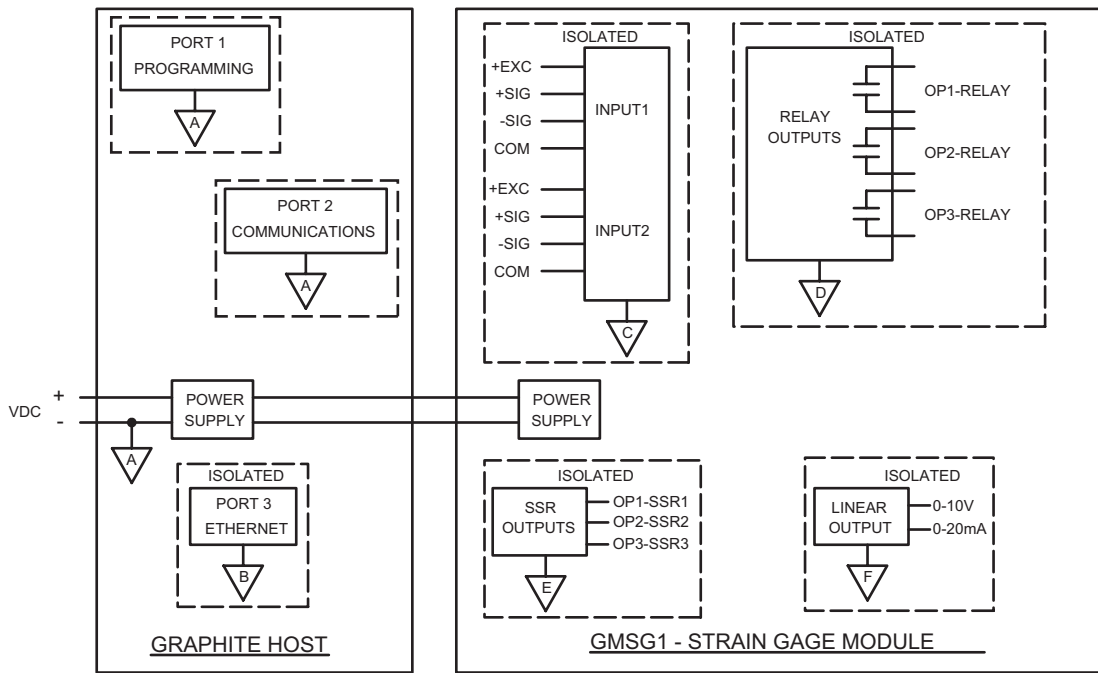 PORT 1
PROGRAMMING
A
PORT 2
COMMUNICATIONS
A
VDC
+
-
A
POWER
SUPPLY
ISOLATED
PORT 3
ETHERNET
B
GRAPHITE HOST
ISOLATED
+EXC
+SIG
-SIG
COM
INPUT1
+EXC
+SIG
-SIG
COM
INPUT2
C
ISOLATED
RELAY
OUTPUTS
OP1-RELAY
OP2-RELAY
OP3-RELAY
D
POWER
SUPPLY
ISOLATED
SSR
OUTPUTS
OP1-SSR1
OP2-SSR2
OP3-SSR3
E
ISOLATED
LINEAR
OUTPUT
0-10V
0-20mA
F
GMSG1 - STRAIN GAGE MODULE